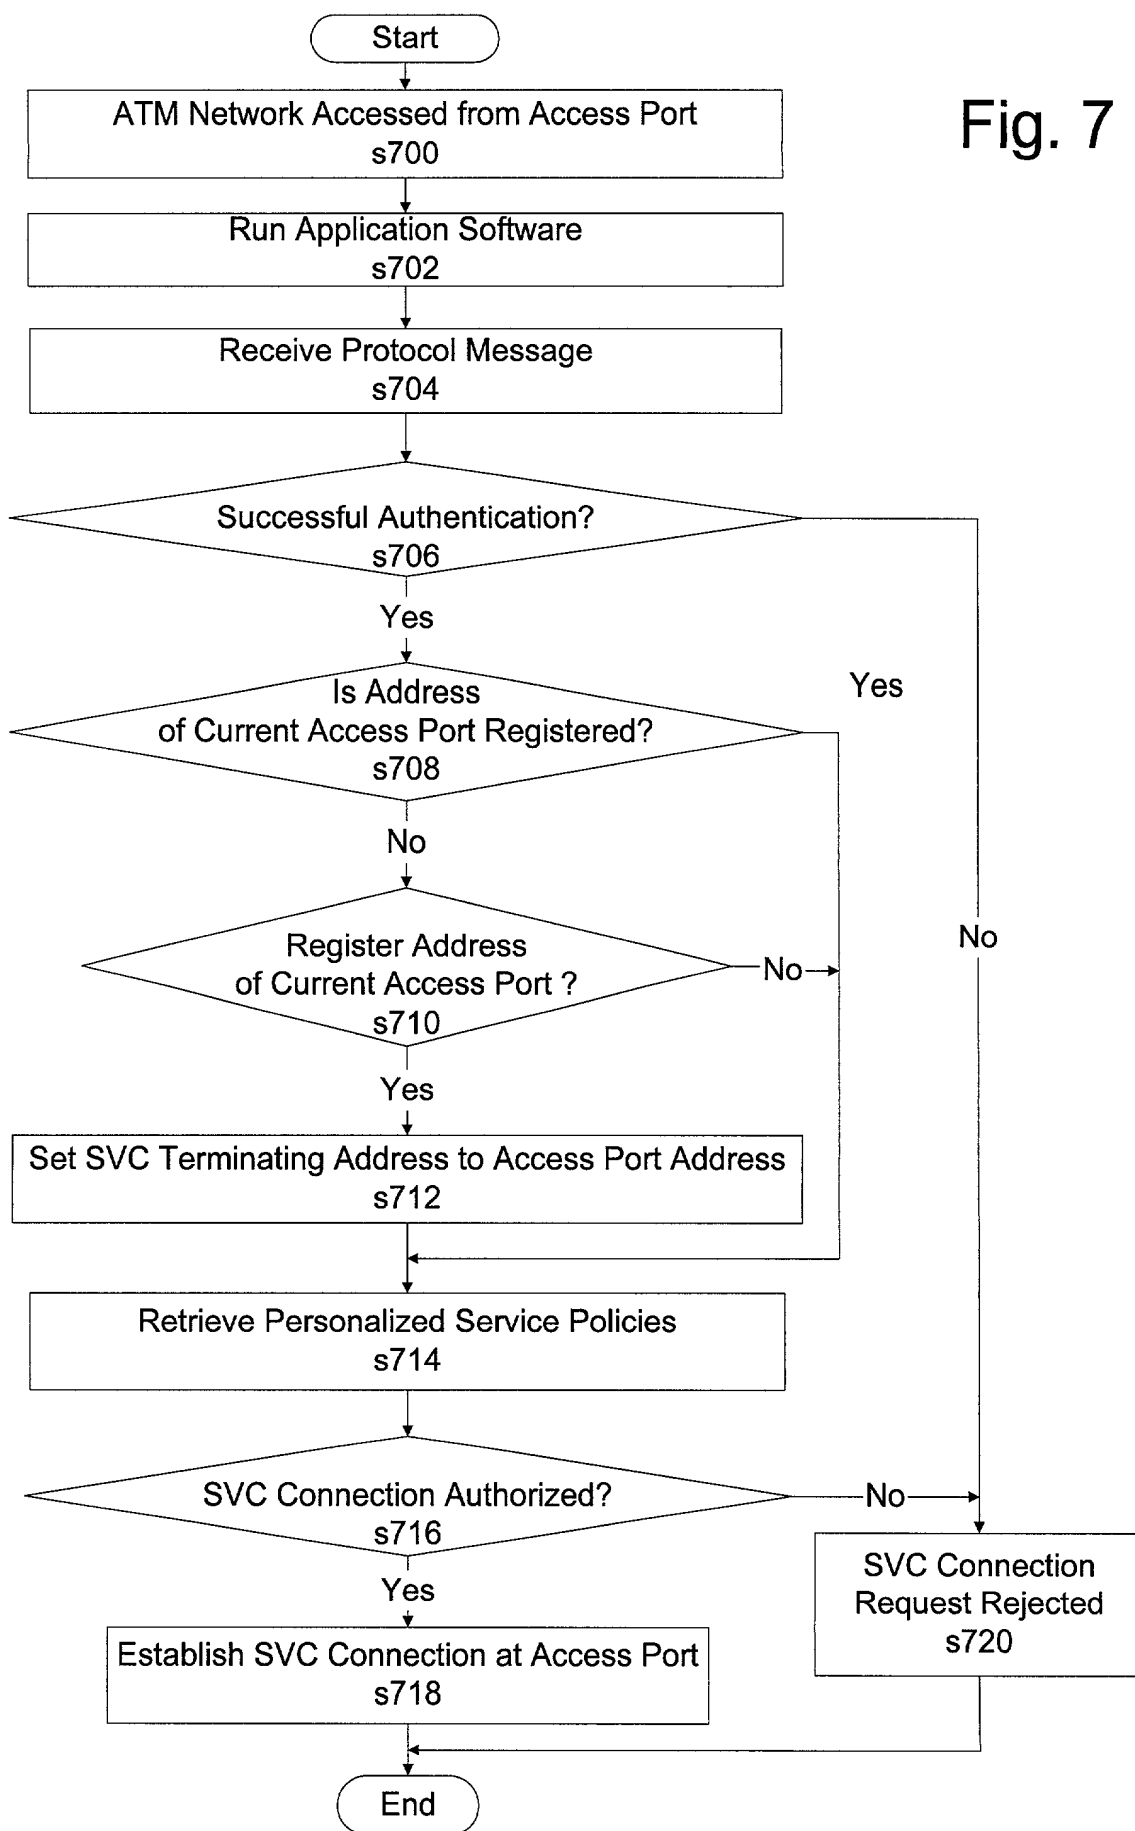 Start
Fig. 7
ATM Network Accessed from Access Port
s700
Run Application Software
s702
Receive Protocol Message
s704
Successful Authentication?
s706
Yes
Is Address
of Current Access Port Registered?
s708
Yes
No
Register Address
of Current Access Port ?
s710
No
No
Yes
Set SVC Terminating Address to Access Port Address
s712
Retrieve Personalized Service Policies
s714
SVC Connection Authorized?
s716
No
Yes
SVC Connection
Request Rejected
s720
Establish SVC Connection at Access Port
s718
End